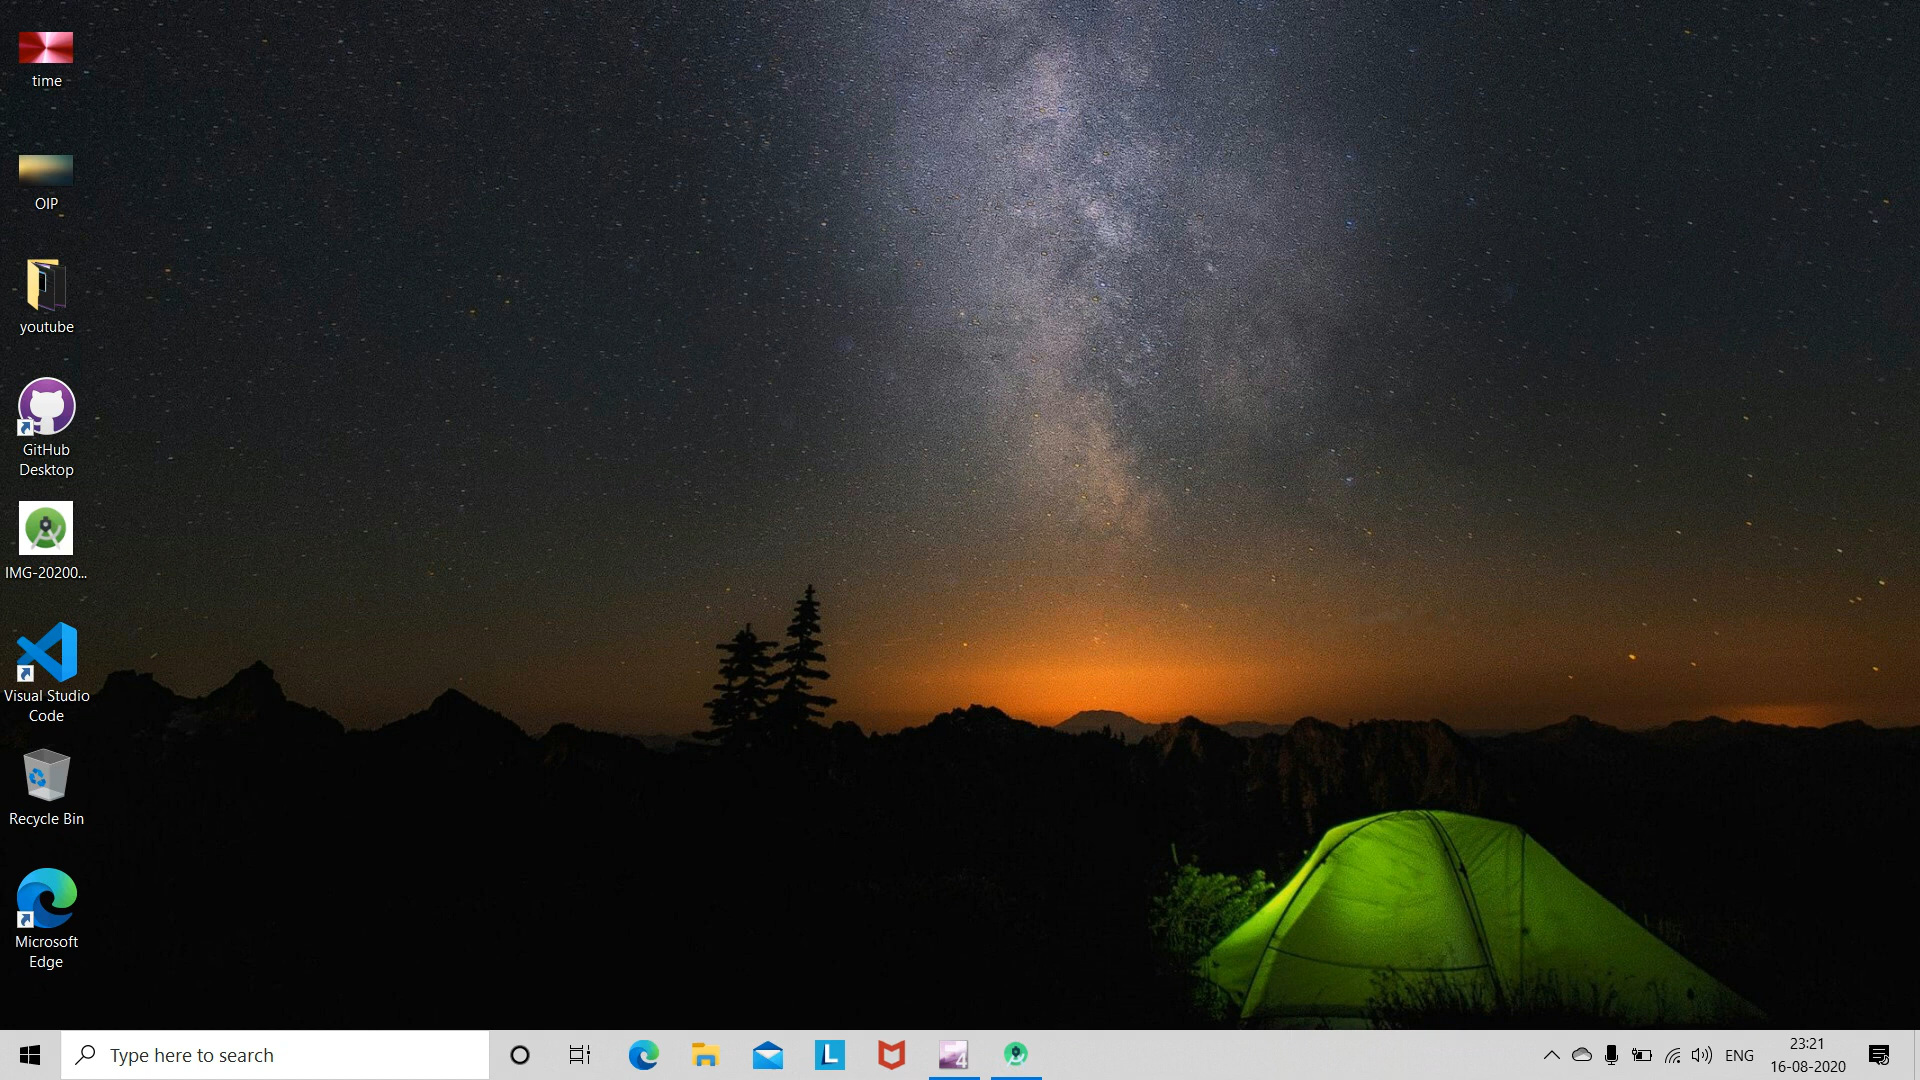 time
OIP
youtube
GitHub
Desktop
IMG-20200...
Visual Studio
Code
Recycle Bin
Microsoft
Edge
Type here to search
L
4
ENG
23:21
16-08-2020